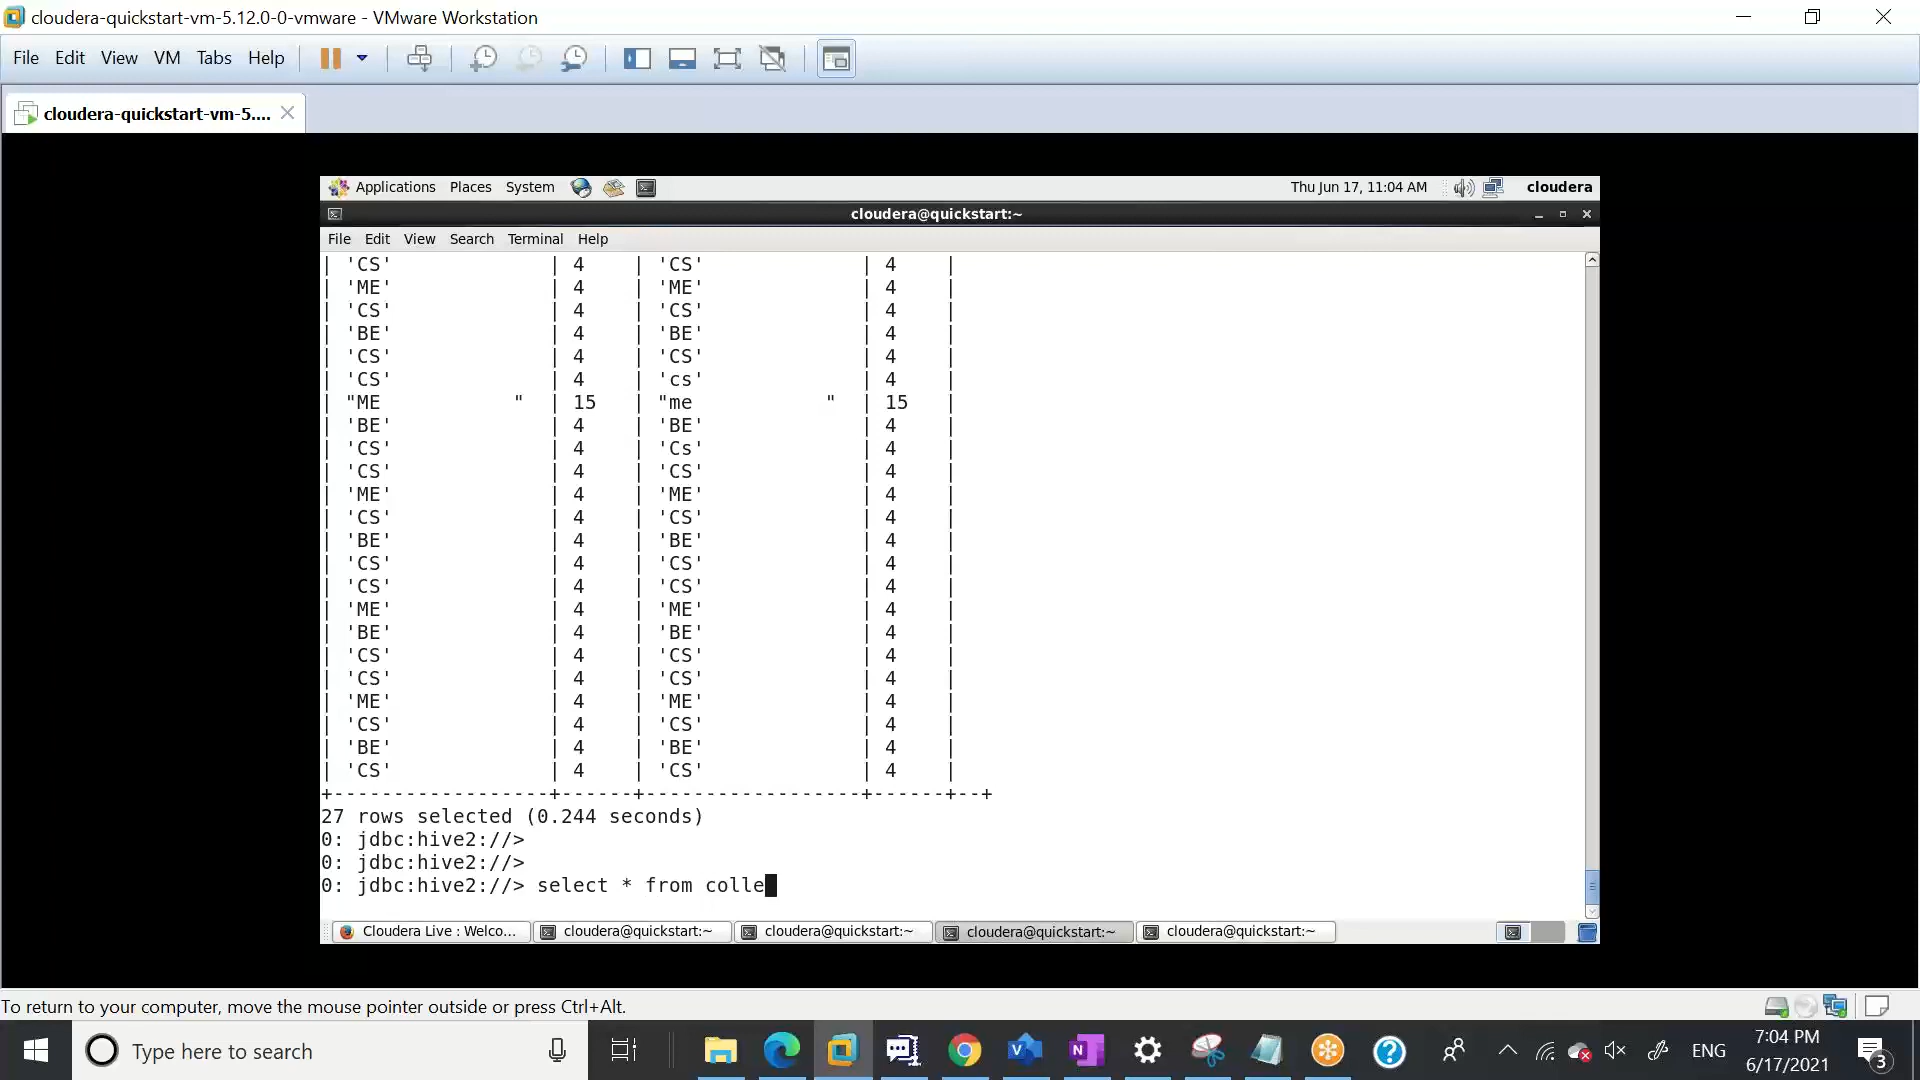 cloudera-quickstart-vm-5.12.0-0-vmware - VMware Workstation
File Edit View VM Tabs Help
cloudera-quickstart-vm-5....
Applications Places System Thu Jun 17, 11:04 AM cloudera
cloudera@quickstart:~
File Edit View Search Terminal Help
| 'CS' | 4 | 'CS' | 4 |
| 'ME' | 4 | 'ME' | 4 |
| 'CS' | 4 | 'CS' | 4 |
| 'BE' | 4 | 'BE' | 4 |
| 'CS' | 4 | 'CS' | 4 |
| 'CS' | 4 | 'cs' | 4 |
| "ME " | 15 | "me " | 15 |
| 'BE' | 4 | 'BE' | 4 |
| 'CS' | 4 | 'Cs' | 4 |
| 'CS' | 4 | 'CS' | 4 |
| 'ME' | 4 | 'ME' | 4 |
| 'CS' | 4 | 'CS' | 4 |
| 'BE' | 4 | 'BE' | 4 |
| 'CS' | 4 | 'CS' | 4 |
| 'CS' | 4 | 'CS' | 4 |
| 'ME' | 4 | 'ME' | 4 |
| 'BE' | 4 | 'BE' | 4 |
| 'CS' | 4 | 'CS' | 4 |
| 'CS' | 4 | 'CS' | 4 |
| 'ME' | 4 | 'ME' | 4 |
| 'CS' | 4 | 'CS' | 4 |
| 'BE' | 4 | 'BE' | 4 |
| 'CS' | 4 | 'CS' | 4 |
+------------------+------+-----------------+------+--+
27 rows selected (0.244 seconds)
0: jdbc:hive2://>
0: jdbc:hive2://>
0: jdbc:hive2://> select * from colle
Cloudera Live : Welco... cloudera@quickstart:~ cloudera@quickstart:~ cloudera@quickstart:~ cloudera@quickstart:~
To return to your computer, move the mouse pointer outside or press Ctrl+Alt.
Type here to search ENG 7:04 PM
6/17/2021 3